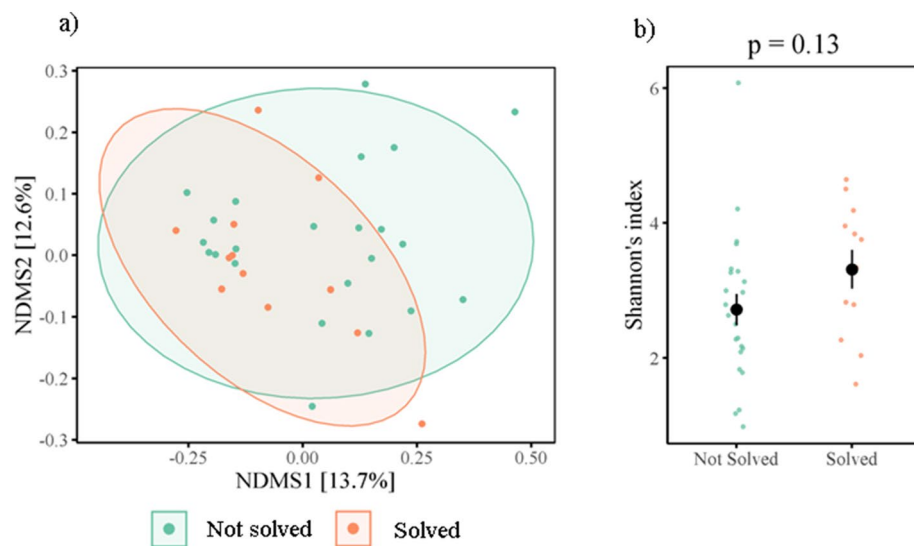 a)
0.3
0.2
0.1
0.0
-0.1
-0.2
-0.3
NDMS2 [12.6%]
-0.25 0.00 0.25 0.50
NDMS1 [13.7%]
Not solved Solved
b)
p = 0.13
6
4
2
Shannon's index
Not Solved Solved